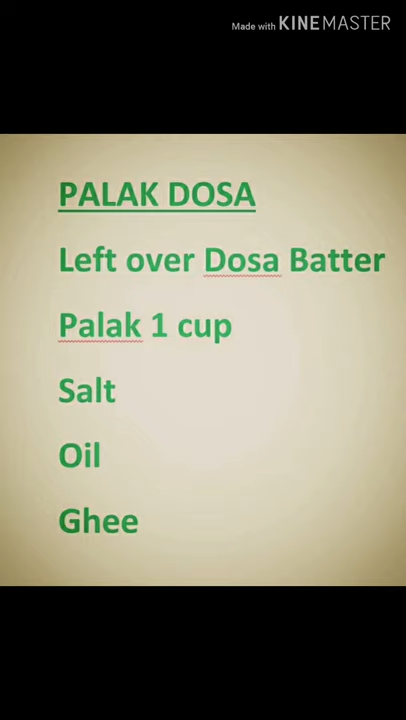 Made with KINEMASTER
PALAK DOSA
Left over Dosa Batter
Palak 1 cup
Salt
Oil
Ghee